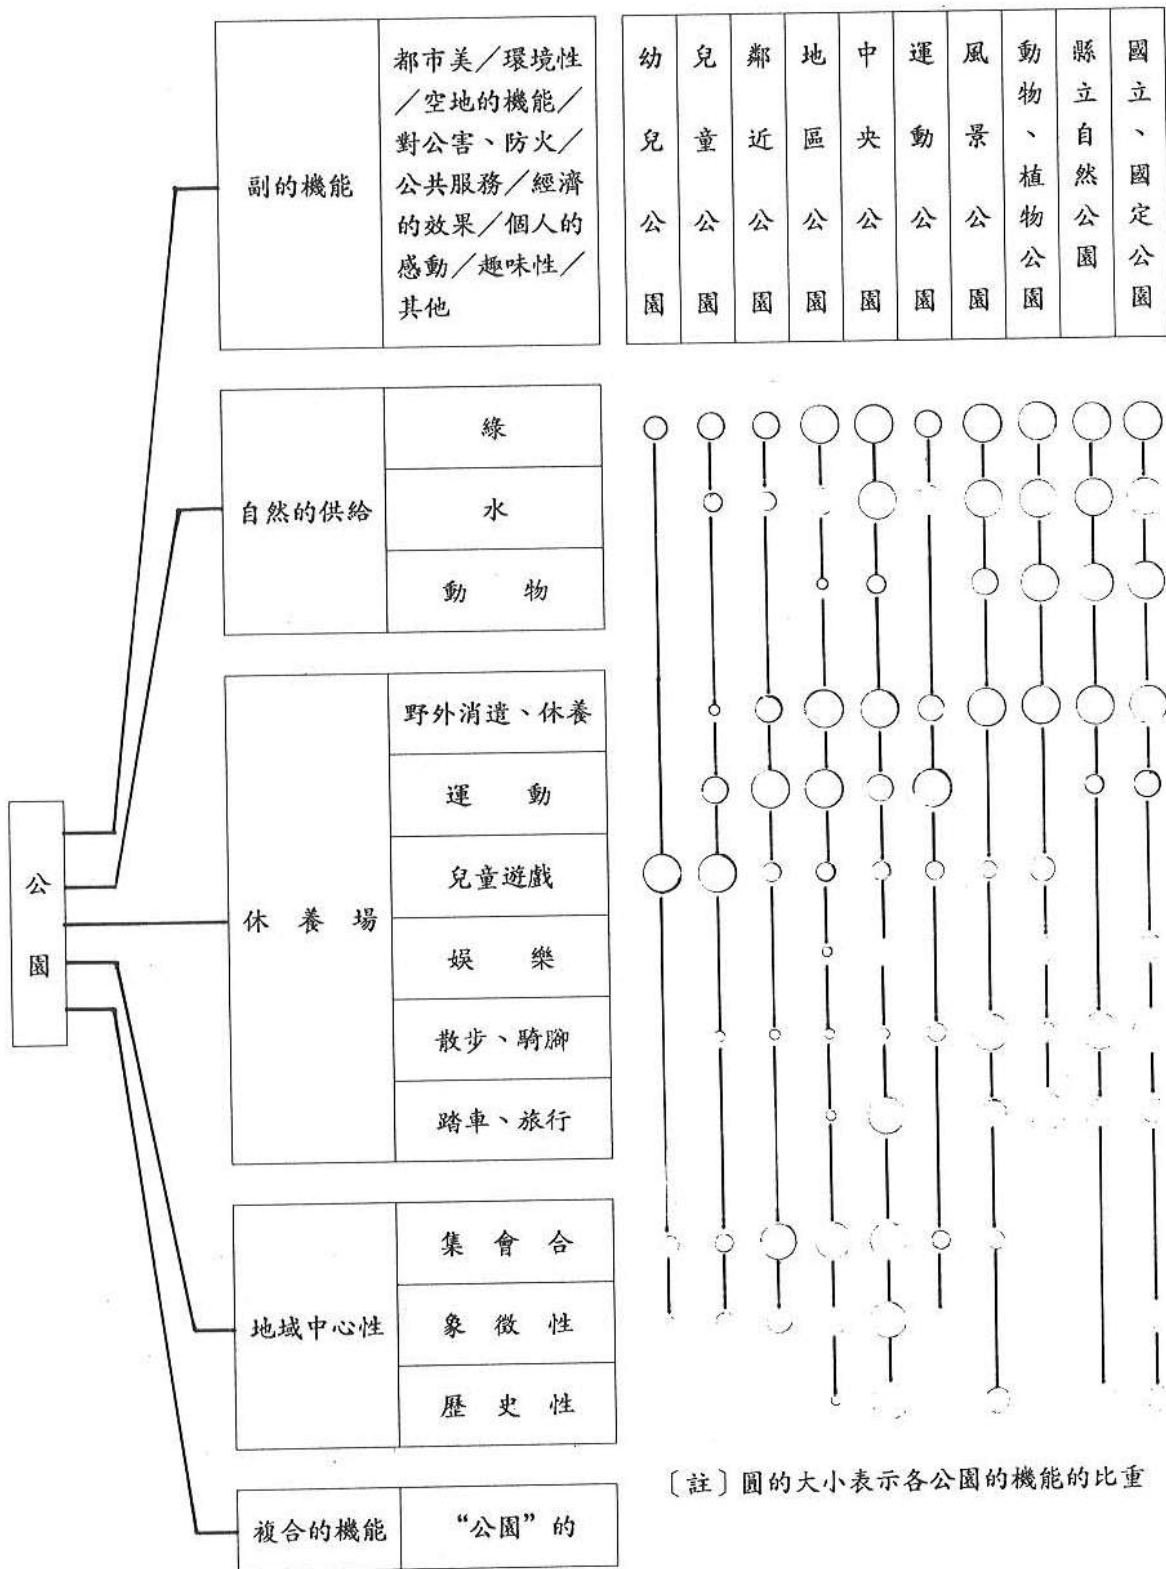 公園
副的機能
都市美／環境性
／空地的機能／
對公害、防火／
公共服務／經濟
的效果／個人的
感動／趣味性／
其他
幼兒公園
兒童公園
鄰近公園
地區公園
中央公園
運動公園
風景公園
動物、植物公園
縣立自然公園
國立、國定公園
自然的供給
綠
水
動物
休養場
野外消遣、休養
運動
兒童遊戲
娛樂
散步、騎腳
踏車、旅行
地域中心性
集會合
象徵性
歷史性
複合的機能
“公園”的
〔註〕圓的大小表示各公園的機能的比重